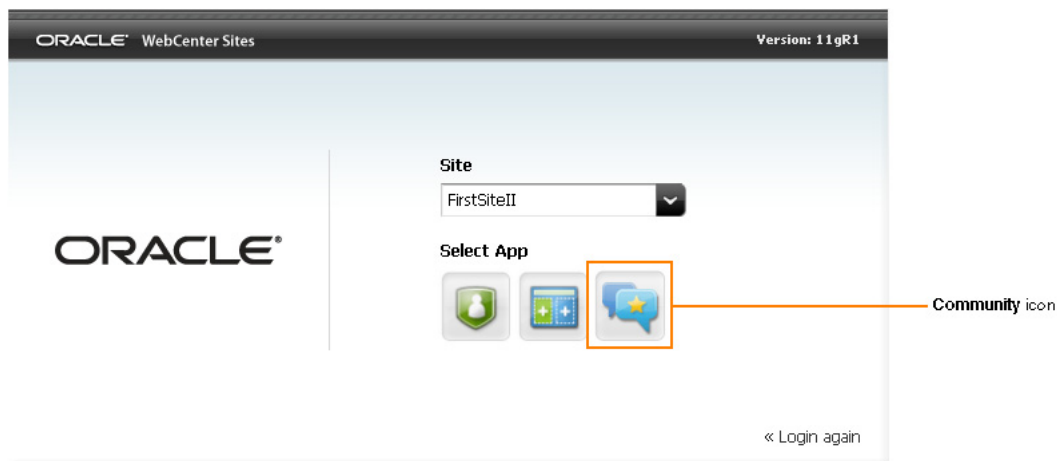 ORACLE® WebCenter Sites
Version: 11gR1
Site
FirstSiteII
ORACLE®
Select App
Community icon
« Login again